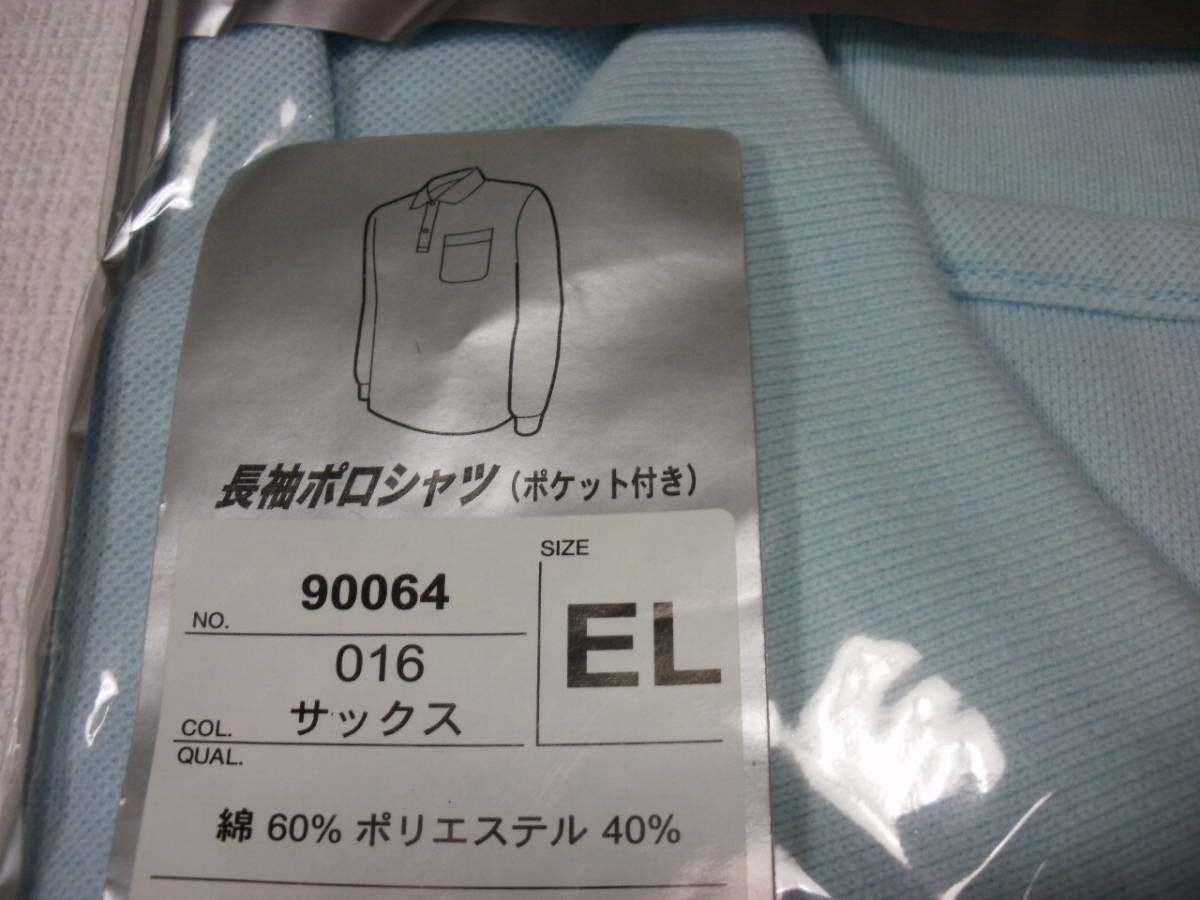 長袖ポロシャツ (ポケット付き)
90064
NO.
016
COL. サックス
SIZE
EL
QUAL.
綿 60% ポリエステル 40%